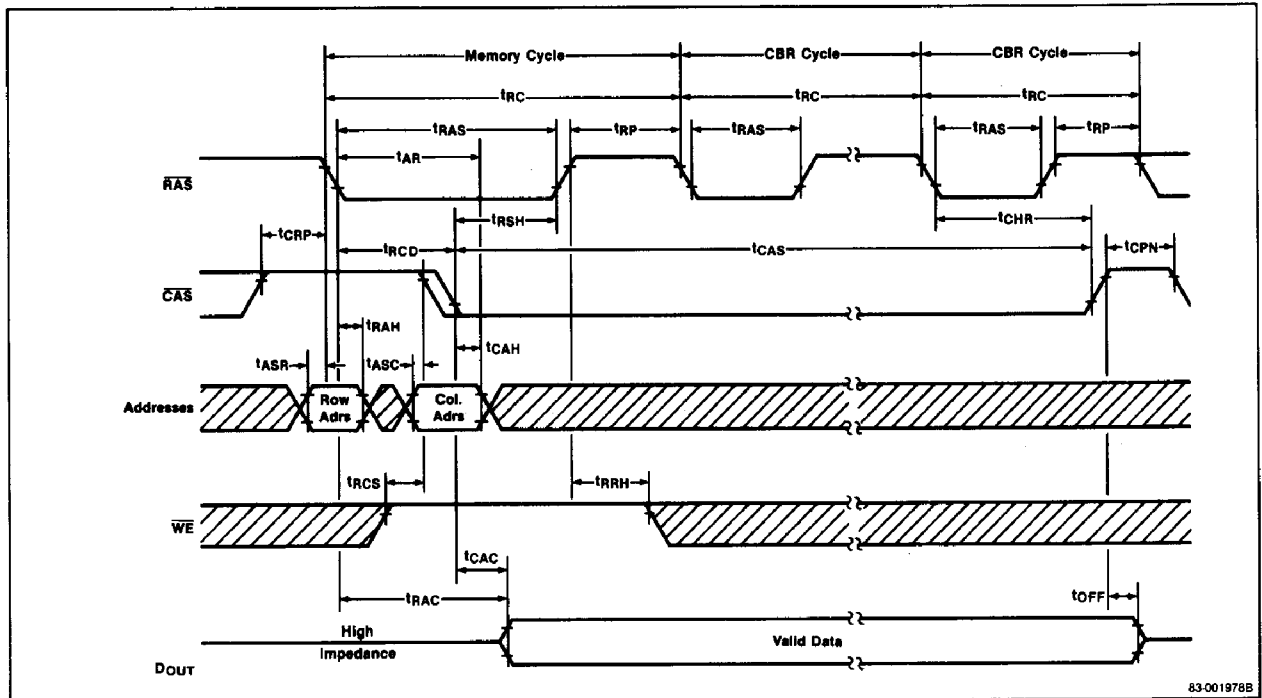 Memory Cycle CBR Cycle CBR Cycle
tRC tRC tRC
tRAS tRP tRAS tRAS tRP
tAR
RAS
tRSH tCHR
tCRP tRCD tCAS tCPN
CAS
tRAH
tCAH
tASR tASC
Addresses Row Adrs Col. Adrs
tRCS tRRH
WE
tCAC
tRAC tOFF
High Impedance Valid Data
DOUT
83-001978B